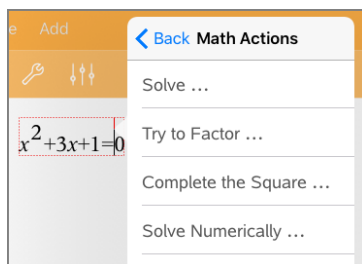 e Add
Back Math Actions
Solve ...
x²+3x+1=0
Try to Factor ...
Complete the Square ...
Solve Numerically ...